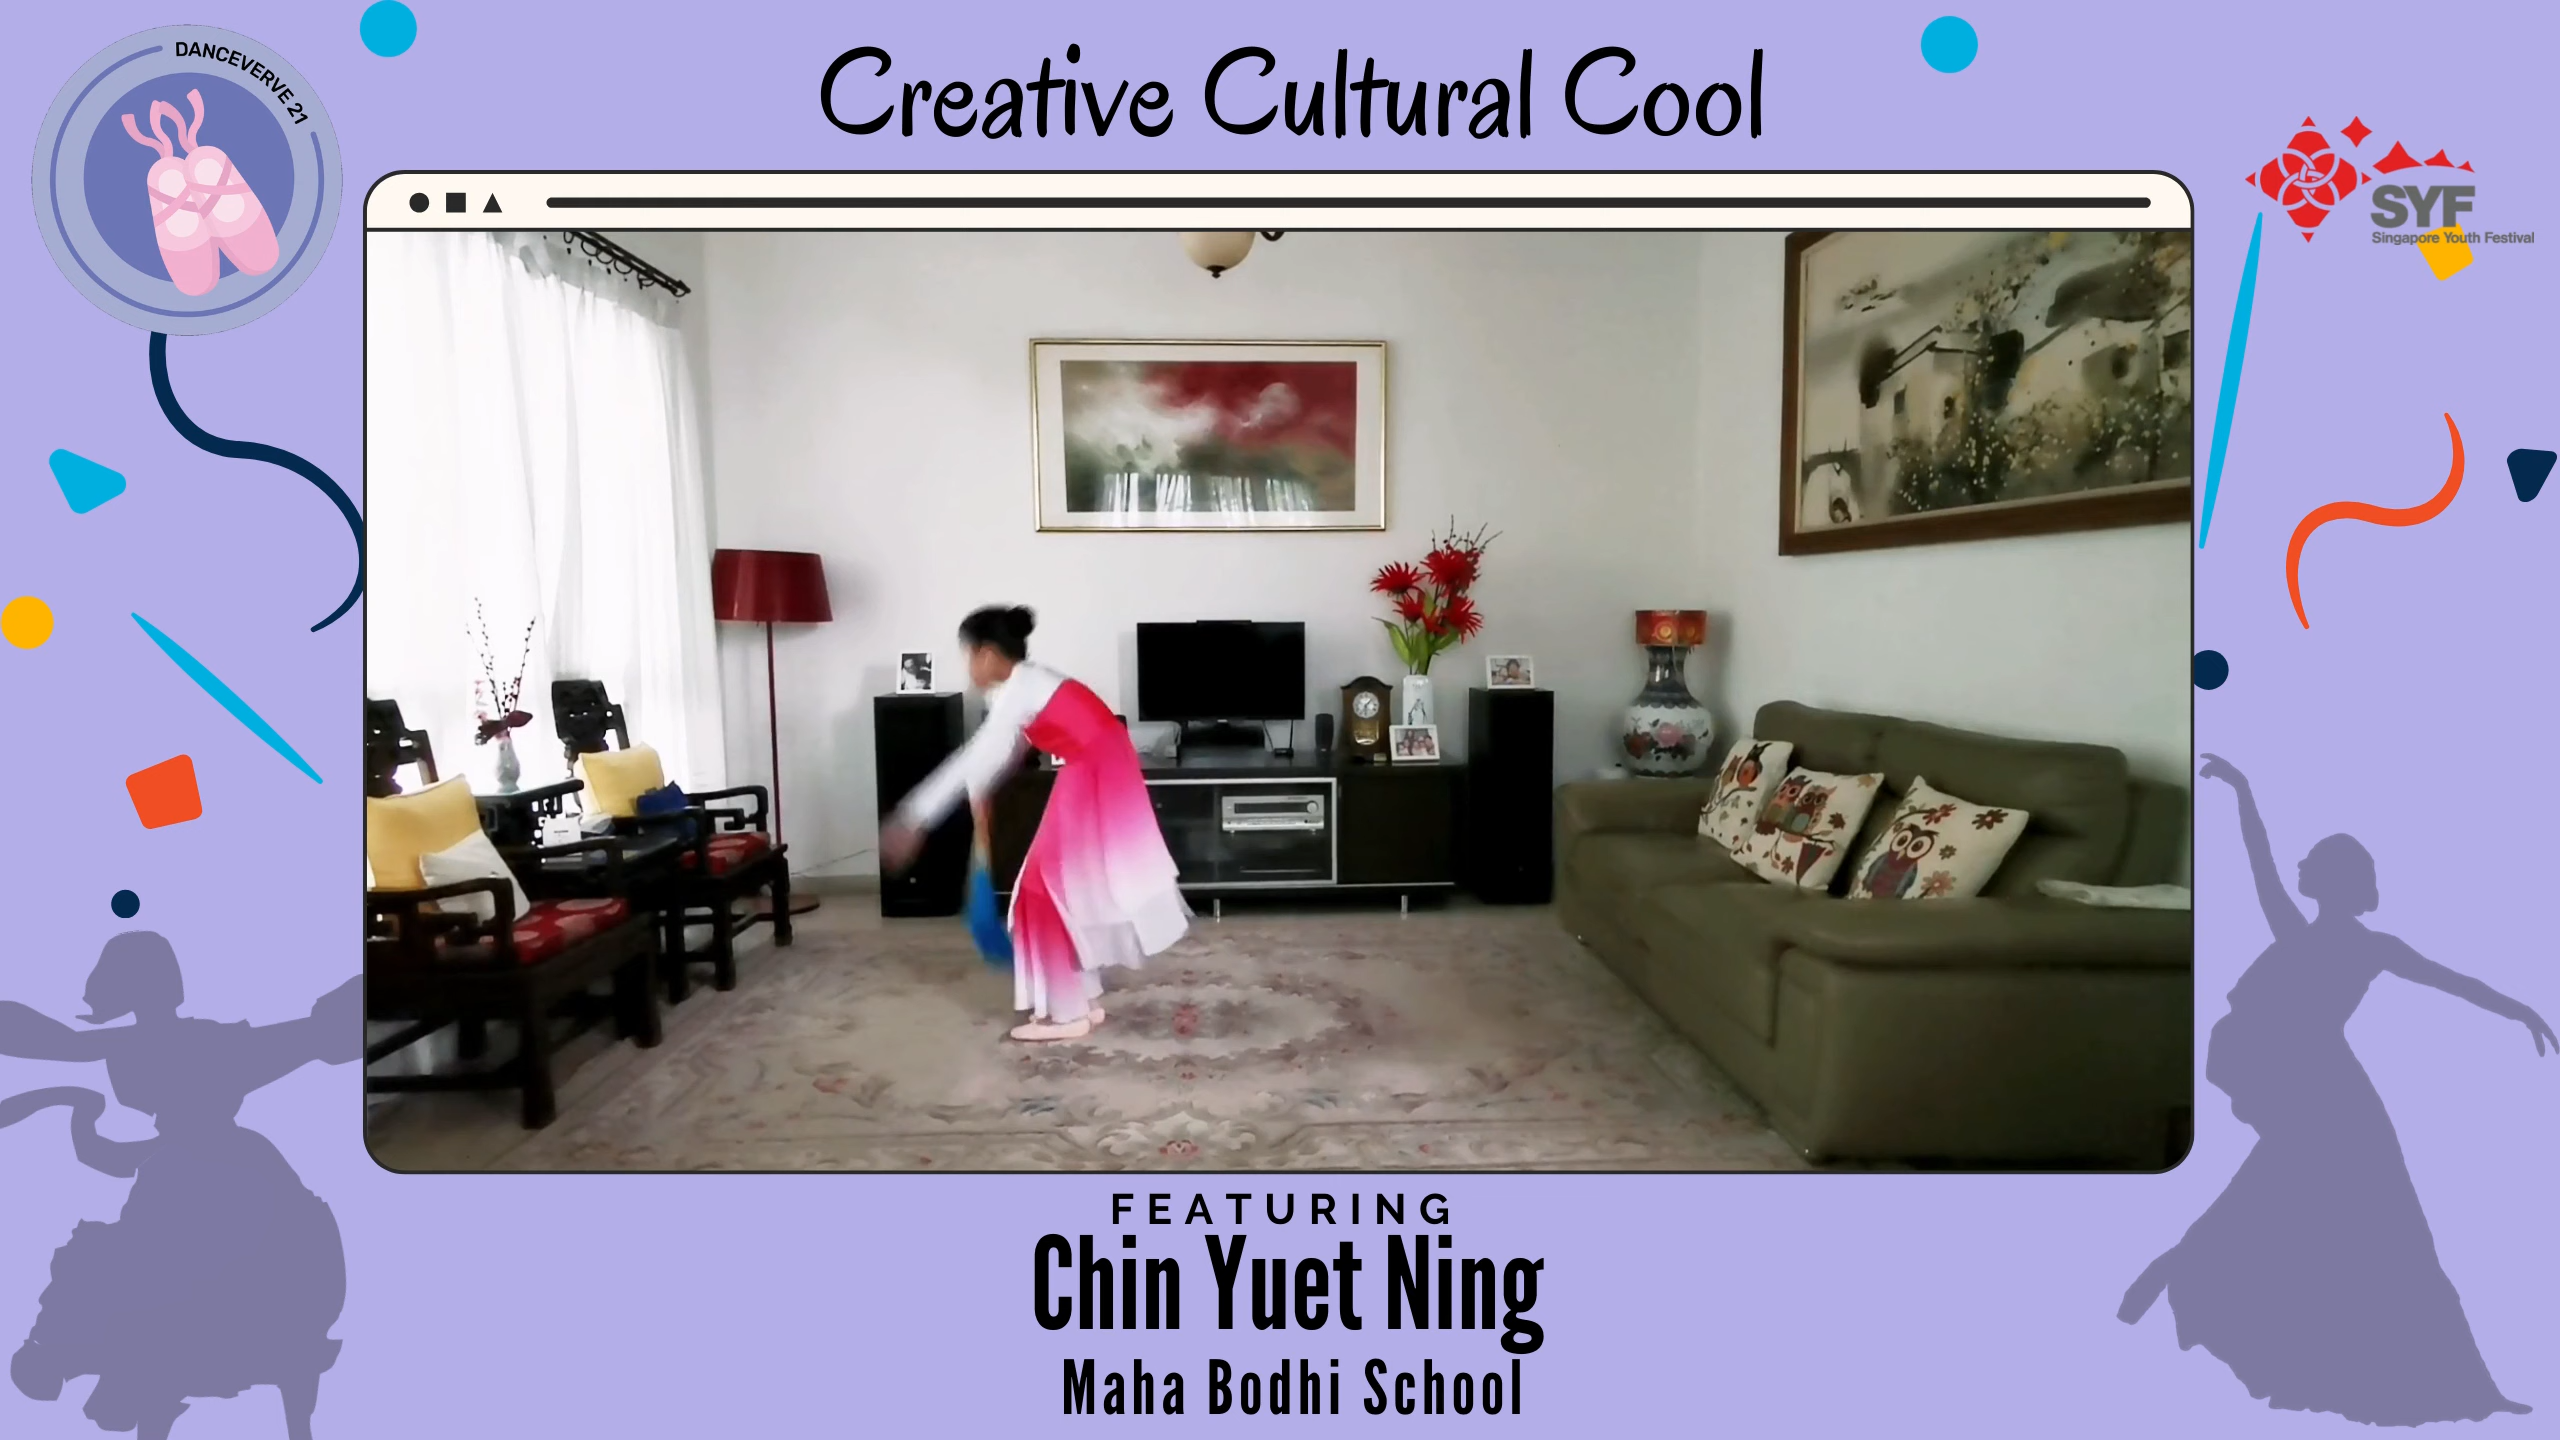 DANCEVERVE 21
Creative Cultural Cool
SYF
Singapore Youth Festival
FEATURING
Chin Yuet Ning
Maha Bodhi School